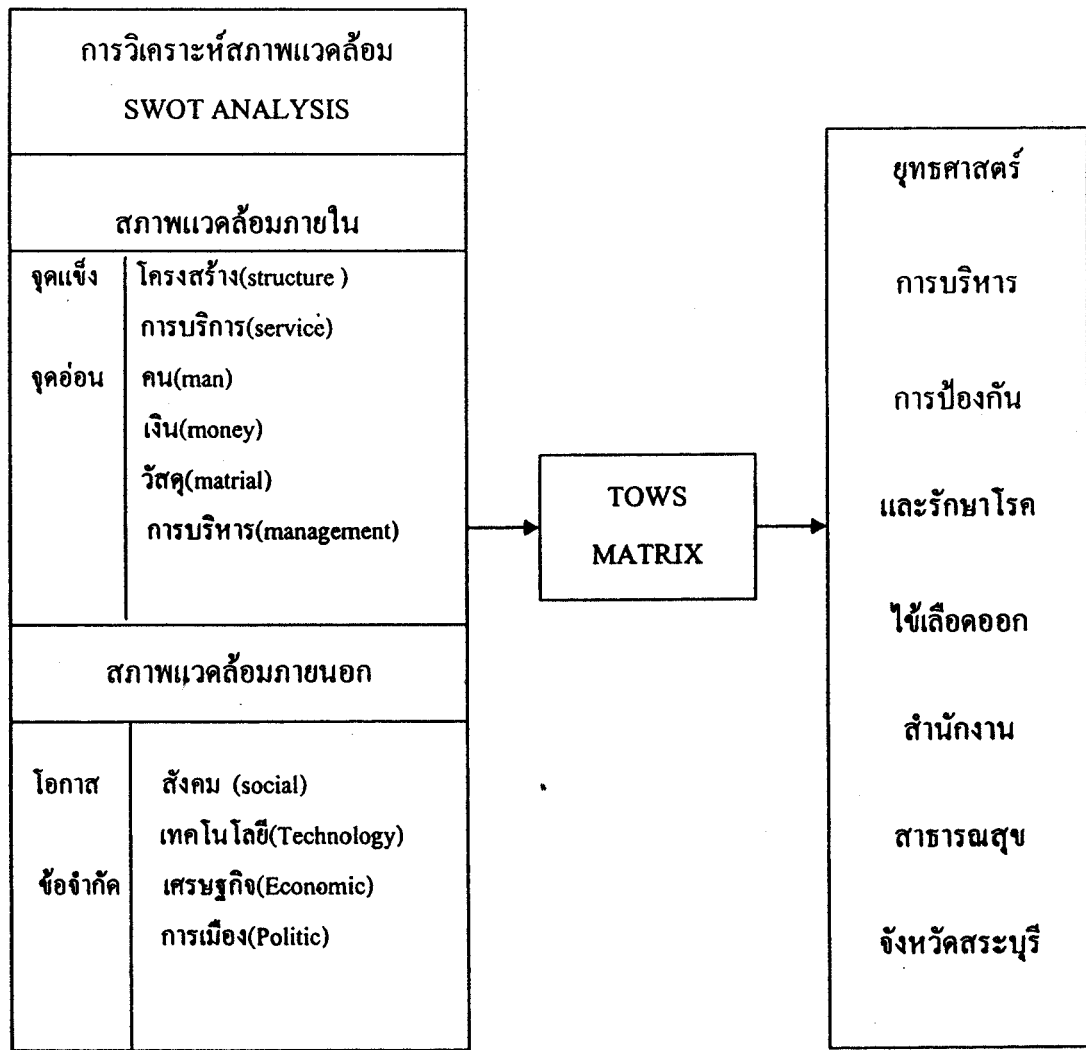 การวิเคราะห์สภาพแวดล้อม
SWOT ANALYSIS
สภาพแวดล้อมภายใน
จุดแข็ง โครงสร้าง(structure )
การบริการ(service)
จุดอ่อน คน(man)
เงิน(money)
วัสดุ(matrial)
การบริหาร(management)
สภาพแวดล้อมภายนอก
โอกาส สังคม (social)
เทคโนโลยี(Technology)
ข้อจำกัด เศรษฐกิจ(Economic)
การเมือง(Politic)
TOWS
MATRIX
ยุทธศาสตร์
การบริหาร
การป้องกัน
และรักษาโรค
ไข้เลือดออก
สำนักงาน
สาธารณสุข
จังหวัดสระบุรี